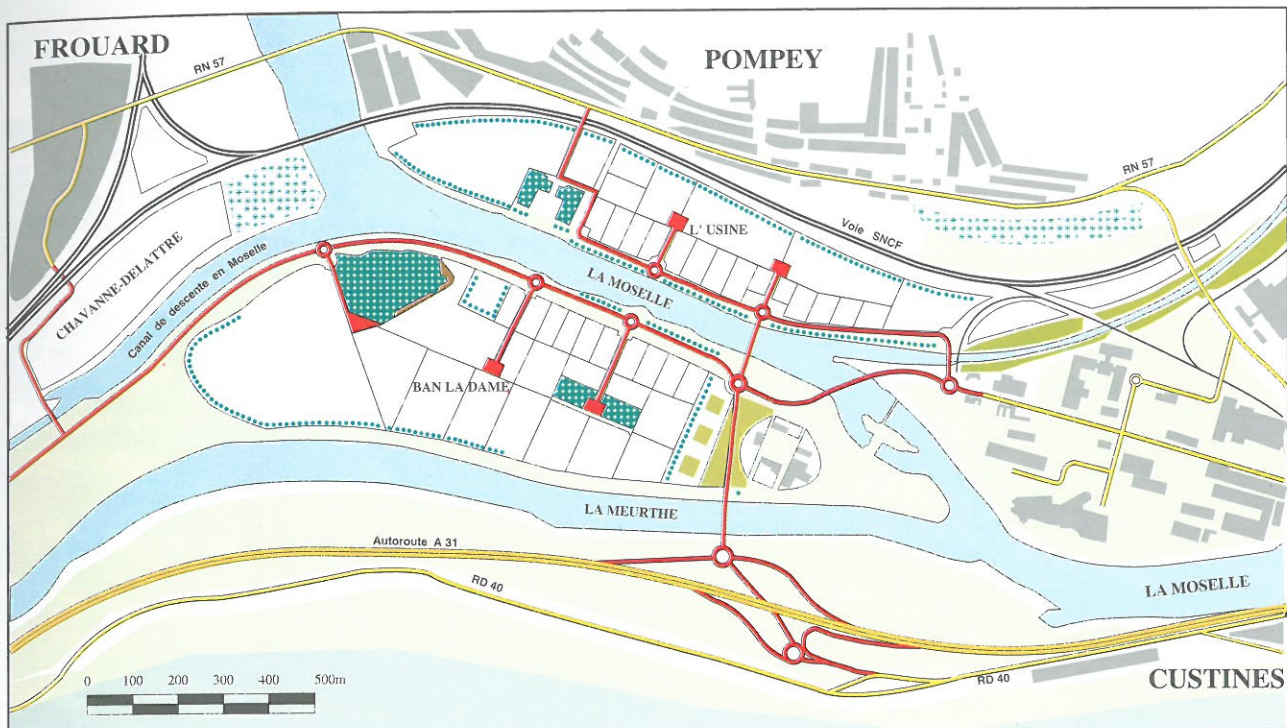 FROUARD
RN 57
POMPEY
RN 57
L' USINE
Voie SNCF
CHAVANNE-DELATTRE
Canal de descente en Moselle
LA MOSELLE
BAN LA DAME
LA MEURTHE
Autoroute A 31
RD 40
LA MOSELLE
0 100 200 300 400 500m
RD 40
CUSTINES